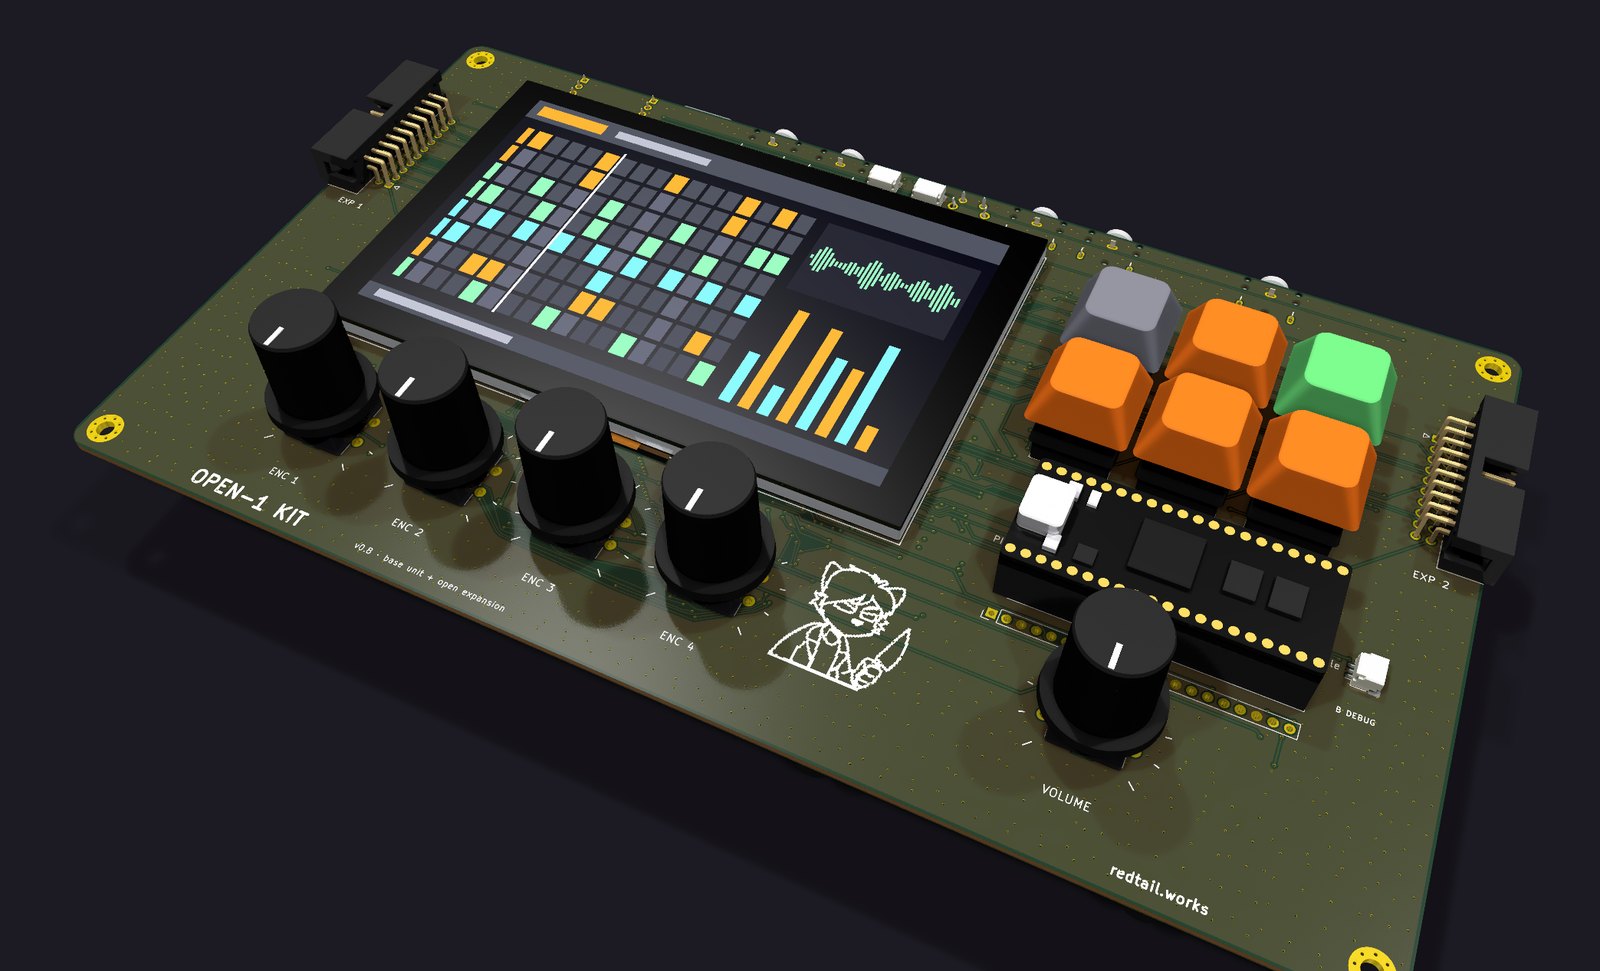 EXP 1
ENC 1
OPEN-1 KIT
ENC 2
v0.8 · base unit + open expansion
ENC 3
ENC 4
EXP 2
B DEBUG
VOLUME
redtail.works